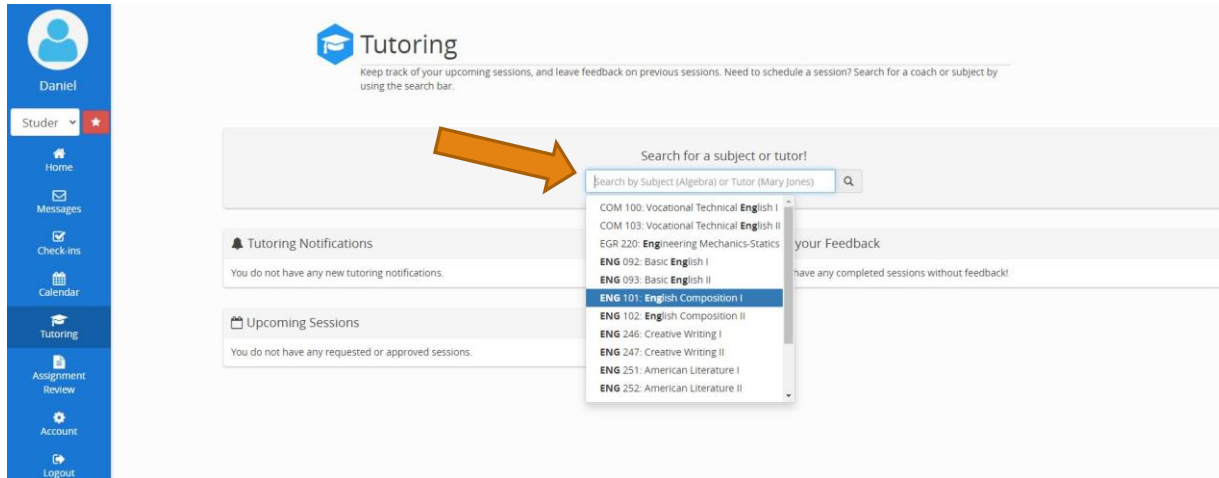 Daniel
Studer
Home
Messages
Check-ins
Calendar
Tutoring
Assignment
Review
Account
Logout
Tutoring
Keep track of your upcoming sessions, and leave feedback on previous sessions. Need to schedule a session? Search for a coach or subject by
using the search bar.
Search for a subject or tutor!
Search by Subject (Algebra) or Tutor (Mary Jones)
COM 100: Vocational Technical English I
COM 103: Vocational Technical English II
EGR 220: Engineering Mechanics-Statics
ENG 092: Basic English I
ENG 093: Basic English II
ENG 101: English Composition I
ENG 102: English Composition II
ENG 246: Creative Writing I
ENG 247: Creative Writing II
ENG 251: American Literature I
ENG 252: American Literature II
Tutoring Notifications
You do not have any new tutoring notifications.
your Feedback
have any completed sessions without feedback!
Upcoming Sessions
You do not have any requested or approved sessions.